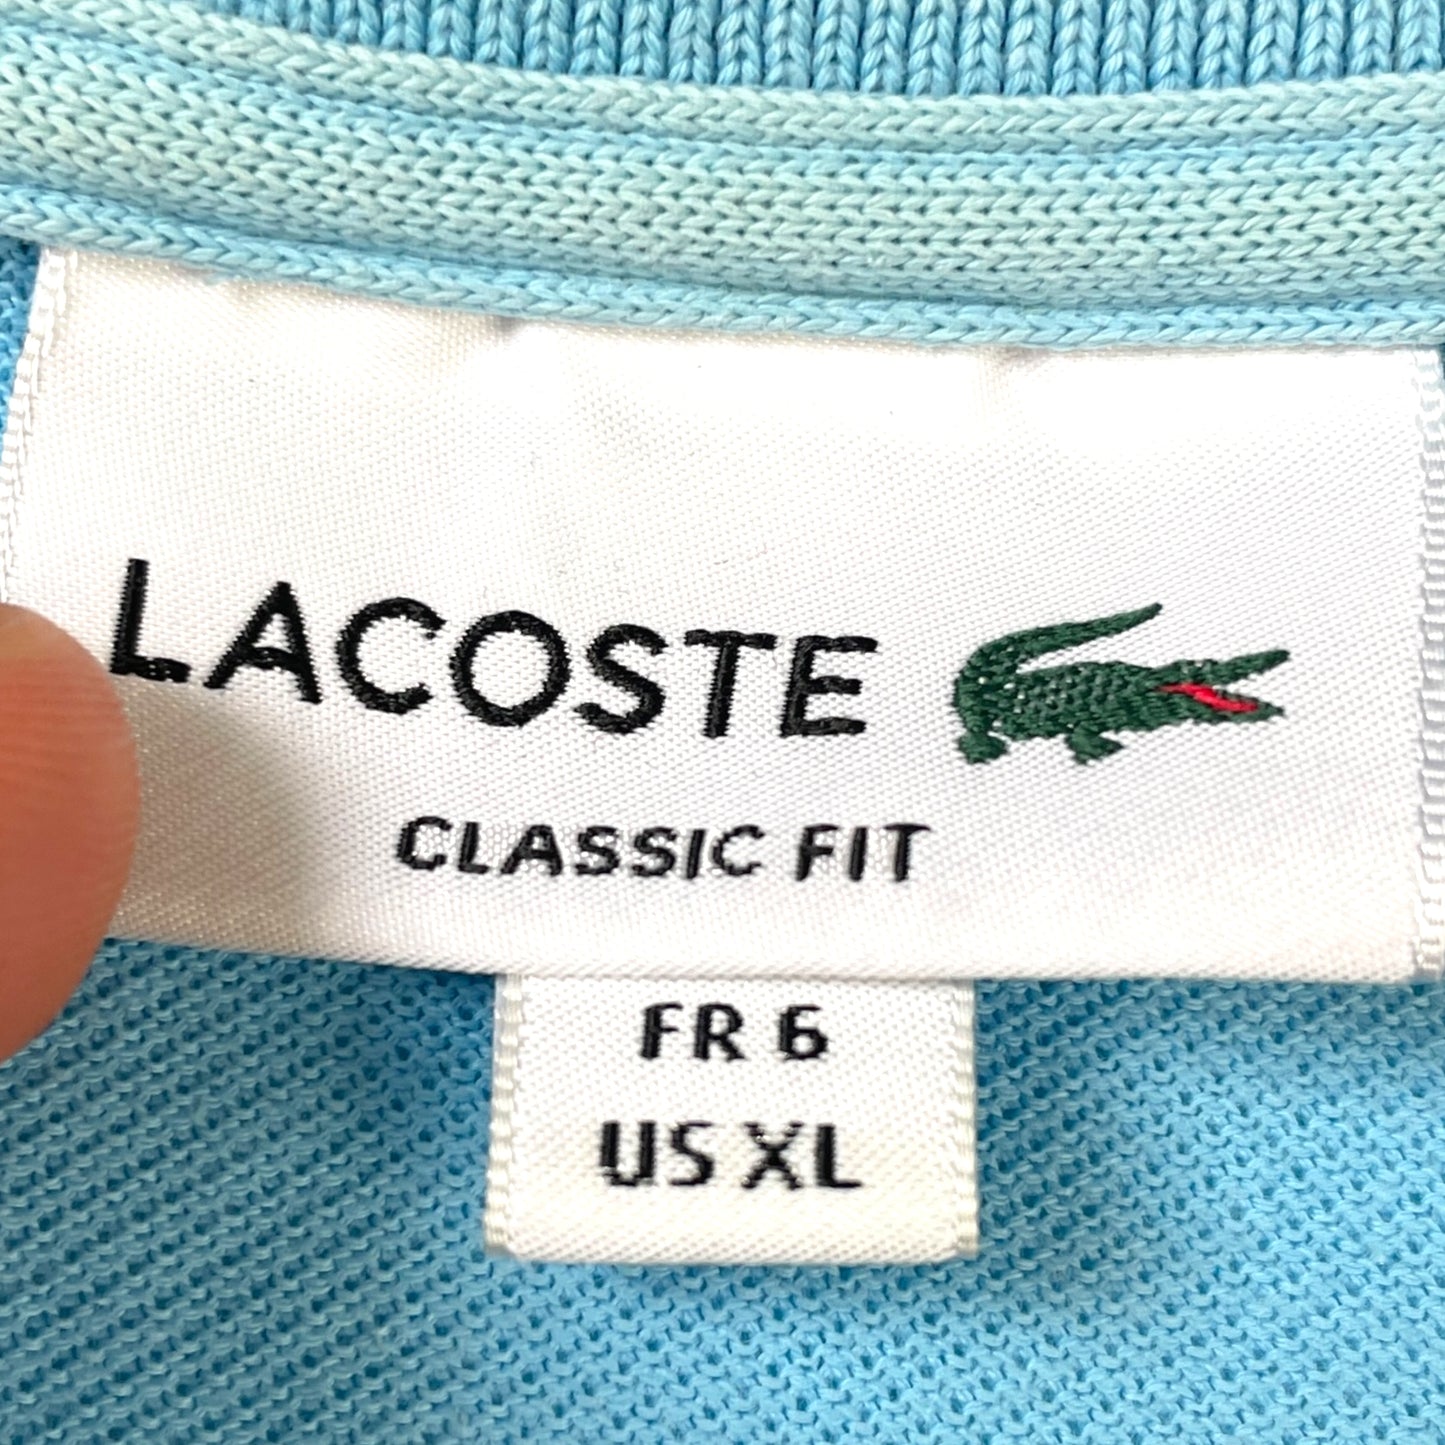 LACOSTE
CLASSIC FIT
FR 6
US XL